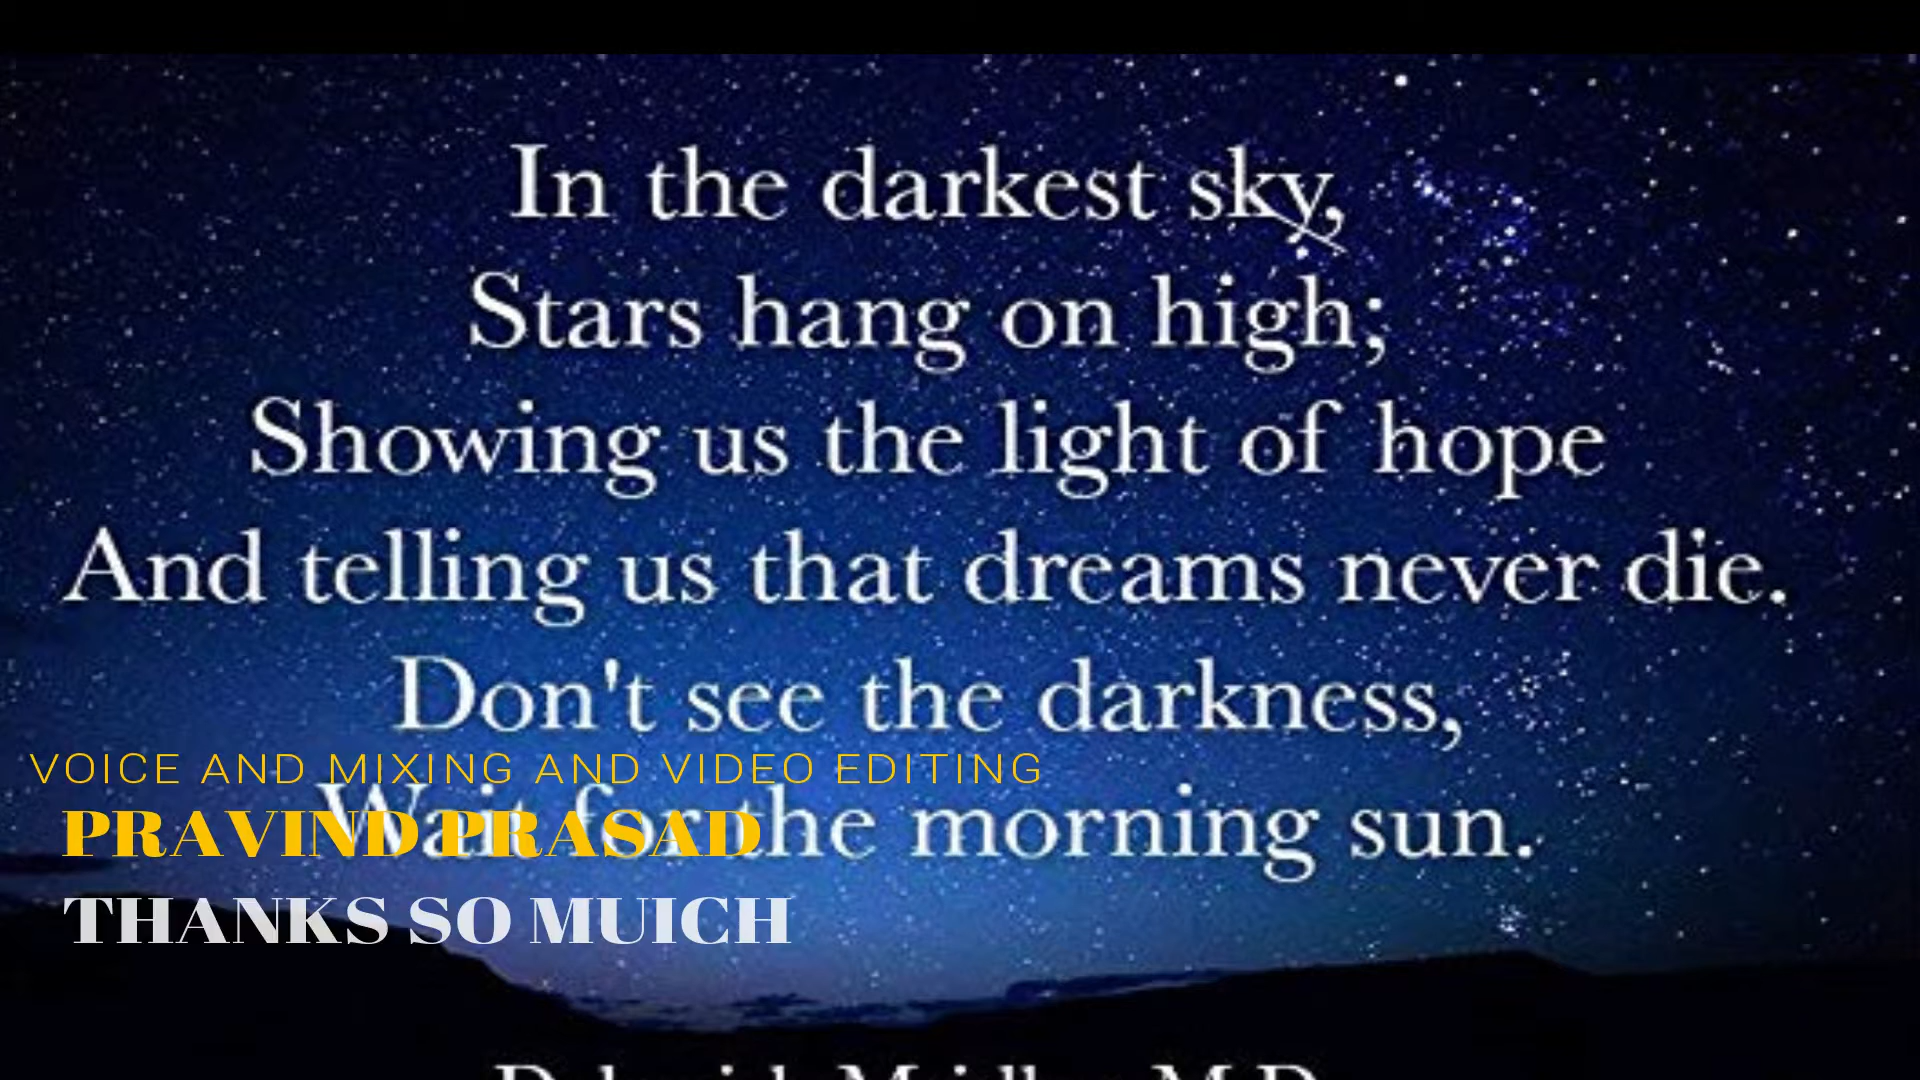 In the darkest sky,
Stars hang on high;
Showing us the light of hope
And telling us that dreams never die.
Don't see the darkness,
VOICE AND MIXING AND VIDEO EDITING
Wait for the morning sun.
PRAVIND PRASAD
THANKS SO MUICH